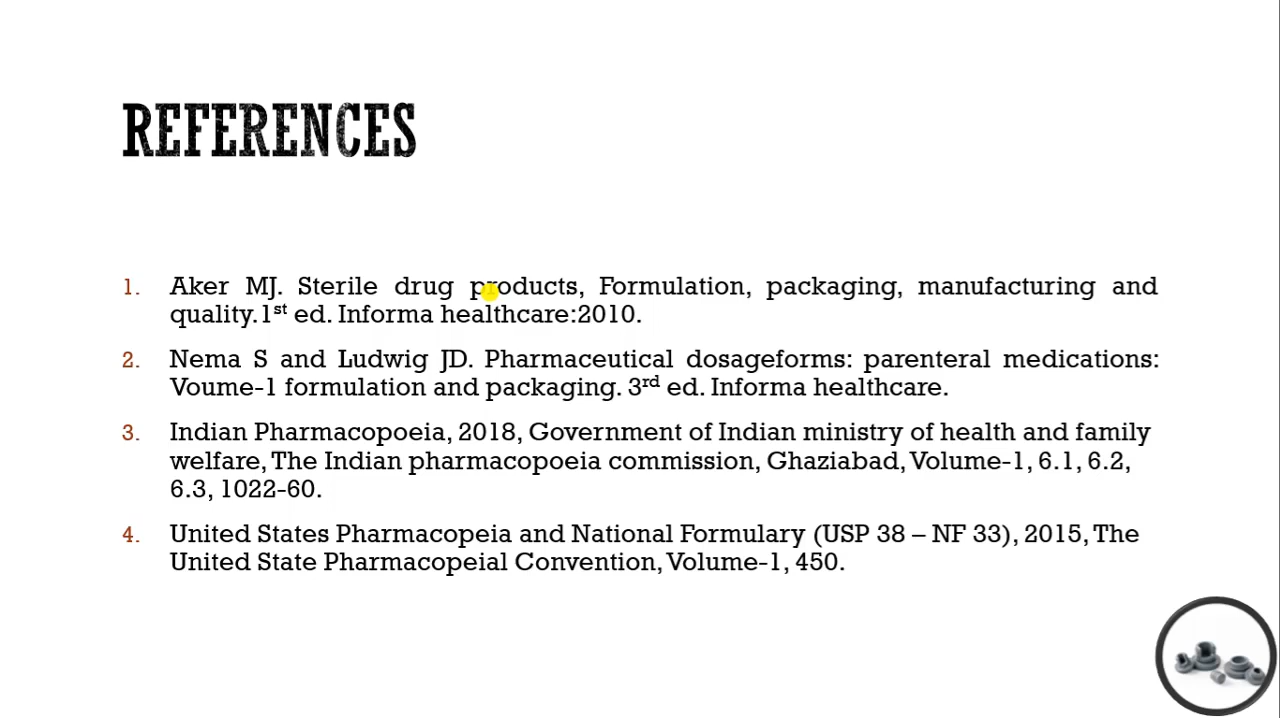 REFERENCES
1. Aker MJ. Sterile drug products, Formulation, packaging, manufacturing and
quality.1st ed. Informa healthcare:2010.
2. Nema S and Ludwig JD. Pharmaceutical dosageforms: parenteral medications:
Voume-1 formulation and packaging. 3rd ed. Informa healthcare.
3. Indian Pharmacopoeia, 2018, Government of Indian ministry of health and family
welfare, The Indian pharmacopoeia commission, Ghaziabad, Volume-1, 6.1, 6.2,
6.3, 1022-60.
4. United States Pharmacopeia and National Formulary (USP 38 – NF 33), 2015, The
United State Pharmacopeial Convention, Volume-1, 450.